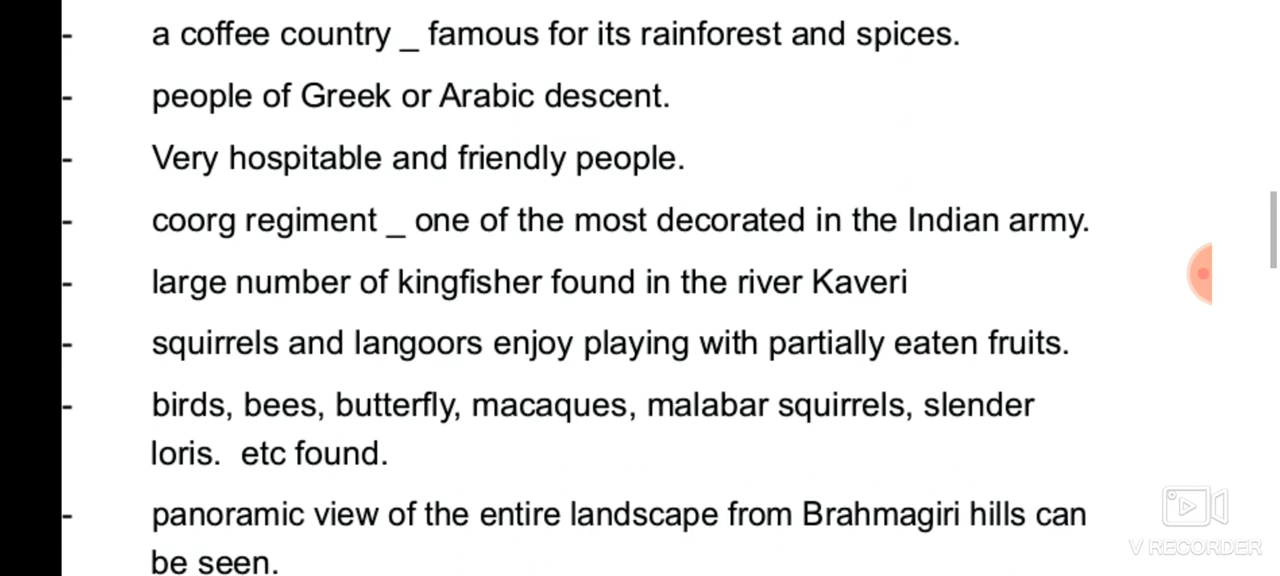 - a coffee country _ famous for its rainforest and spices.
- people of Greek or Arabic descent.
- Very hospitable and friendly people.
- coorg regiment _ one of the most decorated in the Indian army.
- large number of kingfisher found in the river Kaveri
- squirrels and langoors enjoy playing with partially eaten fruits.
- birds, bees, butterfly, macaques, malabar squirrels, slender
loris.  etc found.
- panoramic view of the entire landscape from Brahmagiri hills can
be seen.
V RECORDER